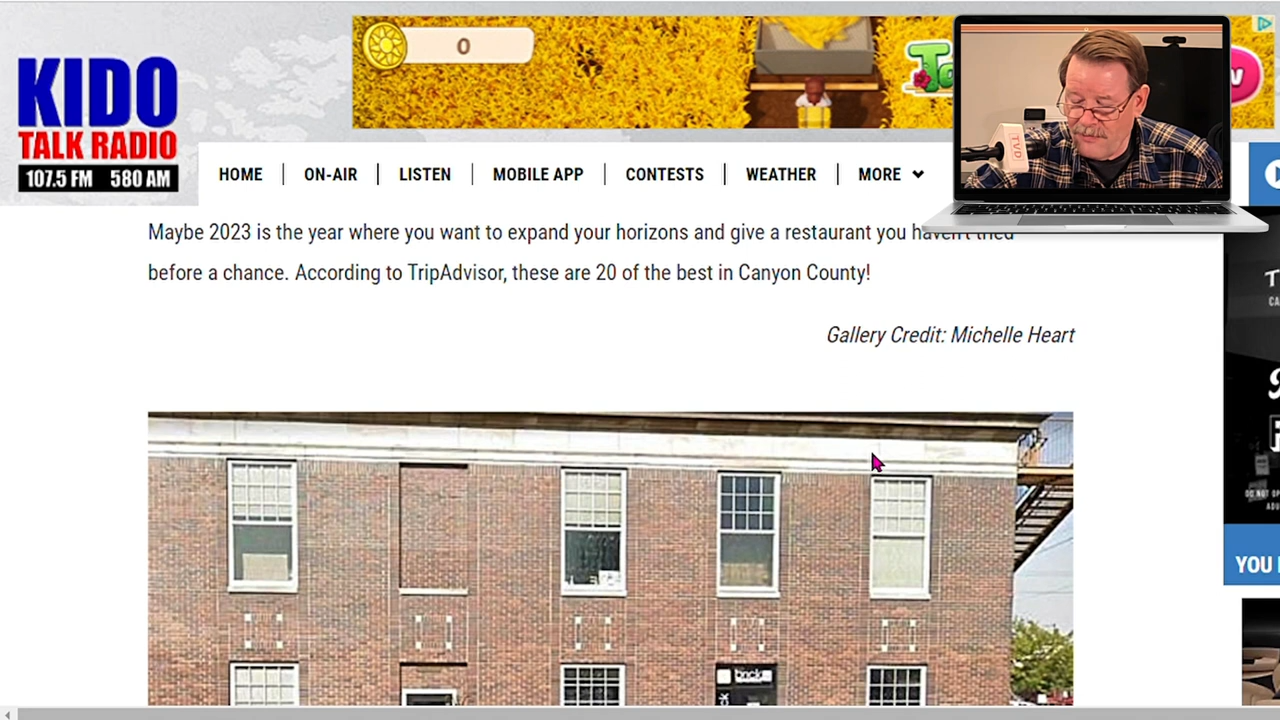 KIDO
TALK RADIO
107.5 FM 580 AM
0
HOME
ON-AIR
LISTEN
MOBILE APP
CONTESTS
WEATHER
MORE
TVD
Maybe 2023 is the year where you want to expand your horizons and give a restaurant you haven't tried
before a chance. According to TripAdvisor, these are 20 of the best in Canyon County!
Gallery Credit: Michelle Heart
YOU
brick